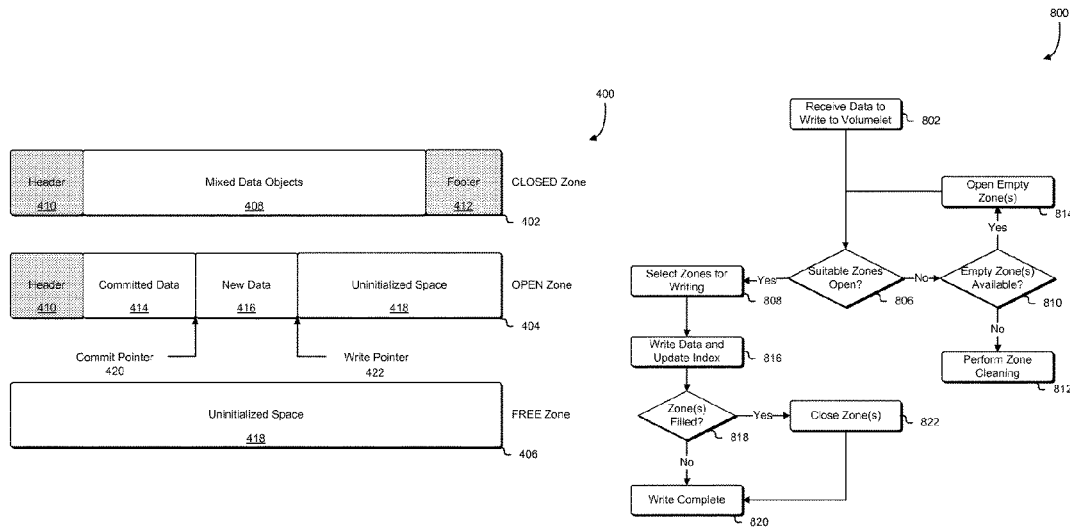 400
Header
410
Mixed Data Objects
408
Footer
412
CLOSED Zone
402
Header
410
Committed Data
414
New Data
416
Uninitialized Space
418
OPEN Zone
404
Commit Pointer
420
Write Pointer
422
Uninitialized Space
418
FREE Zone
406
800
Receive Data to
Write to Volumelet
802
Open Empty
Zone(s)
814
Yes
Suitable Zones
Open?
806
No
Empty Zone(s)
Available?
810
Yes
Select Zones for
Writing
808
No
Write Data and
Update Index
816
Perform Zone
Cleaning
812
Zone(s)
Filled?
818
Yes
Close Zone(s)
822
No
Write Complete
820